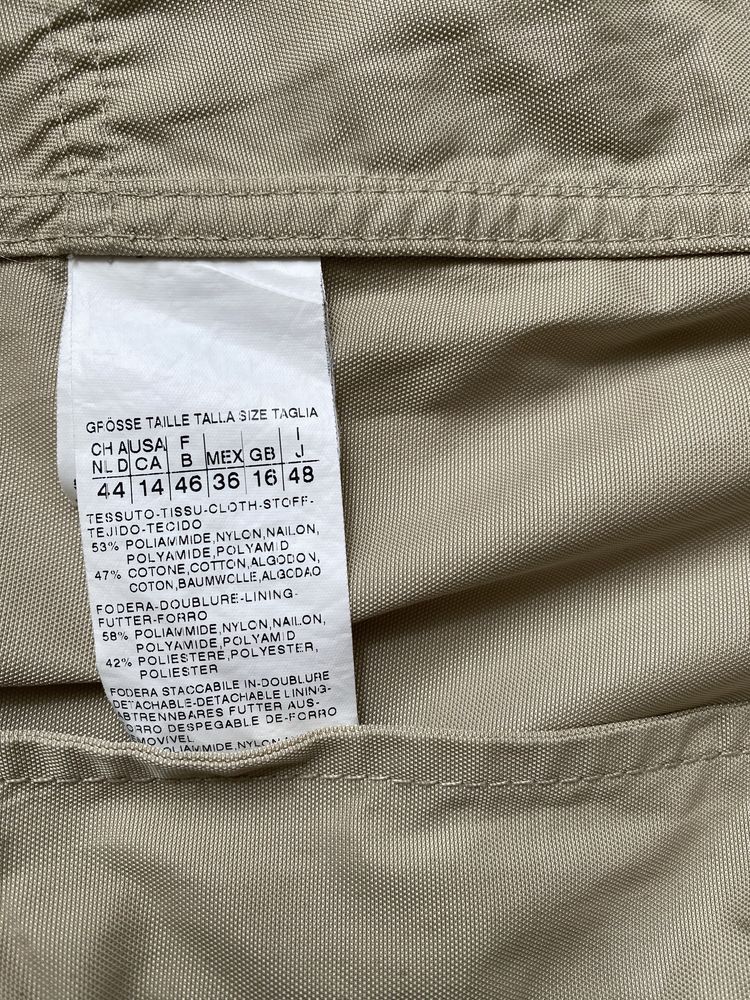 GRÖSSE TAILLE TALLA SIZE TAGLIA
CH A USA F MEX GB I
NL D CA B J
44 14 46 36 16 48
TESSUTO-TISSU-CLOTH-STOFF-
TEJIDO-TECIDO
53% POLIAMMIDE,NYLON,NAILON,
POLYAMIDE,POLYAMID
47% COTONE,COTTON,ALGODON,
COTON,BAUMWOLLE,ALGODAO
FODERA-DOUBLURE-LINING-
FUTTER-FORRO
58% POLIAMMIDE,NYLON,NAILON,
POLYAMIDE,POLYAMID
42% POLIESTERE,POLYESTER,
POLIESTER
FODERA STACCABILE IN-DOUBLURE
DETACHABLE-DETACHABLE LINING-
ABTRENNBARES FUTTER AUS-
FORRO DESPEGABLE DE-FORRO
REMOVIVEL
POLIAMMIDE,NYLON